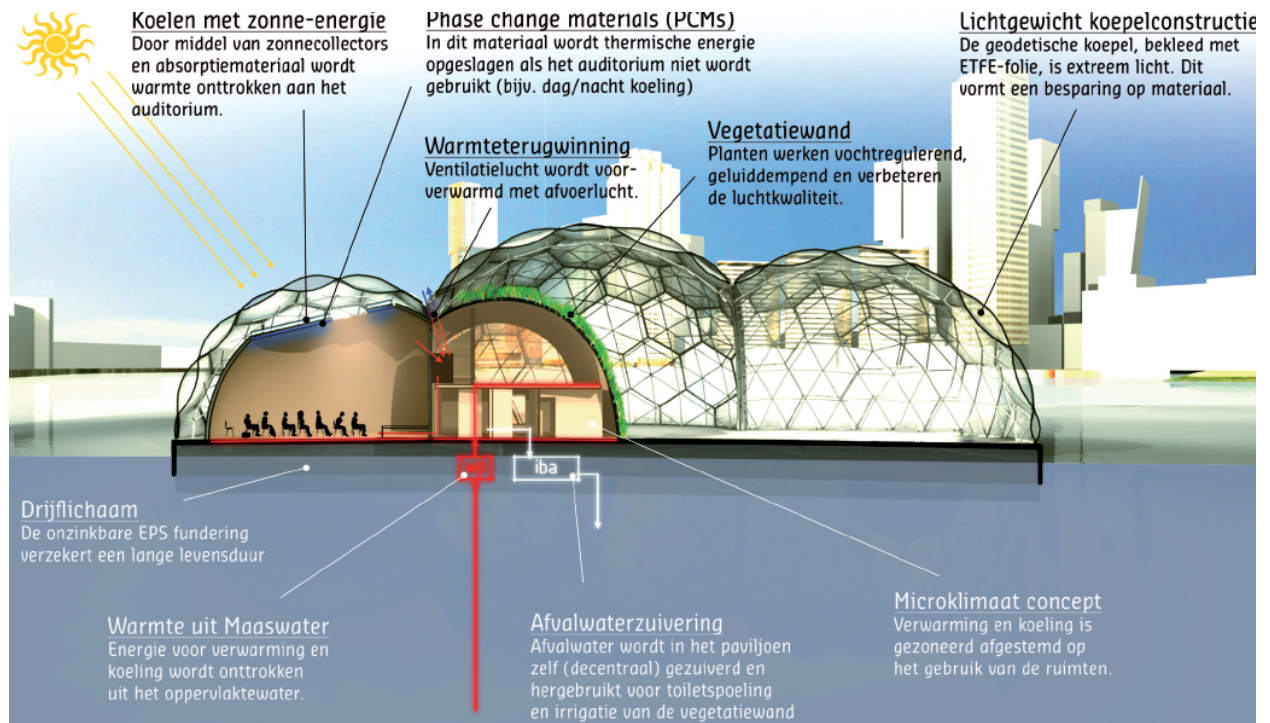 Koelen met zonne-energie
Door middel van zonnecollectors
en absorptiemateriaal wordt
warmte onttrokken aan het
auditorium.
Phase change materials (PCMs)
In dit materiaal wordt thermische energie
opgeslagen als het auditorium niet wordt
gebruikt (bijv. dag/nacht koeling)
Lichtgewicht koepelconstructie
De geodetische koepel, bekleed met
ETFE-folie, is extreem licht. Dit
vormt een besparing op materiaal.
Warmteterugwinning
Ventilatielucht wordt voor-
verwarmd met afvoerlucht.
Vegetatiewand
Planten werken vochtregulerend,
geluiddempend en verbeteren
de luchtkwaliteit.
iba
Drijflichaam
De onzinkbare EPS fundering
verzekert een lange levensduur
Warmte uit Maaswater
Energie voor verwarming en
koeling wordt onttrokken
uit het oppervlaktewater.
Afvalwaterzuivering
Afvalwater wordt in het paviljoen
zelf (decentraal) gezuiverd en
hergebruikt voor toiletspoeling
en irrigatie van de vegetatiewand
Microklimaat concept
Verwarming en koeling is
gezoneerd afgestemd op
het gebruik van de ruimten.